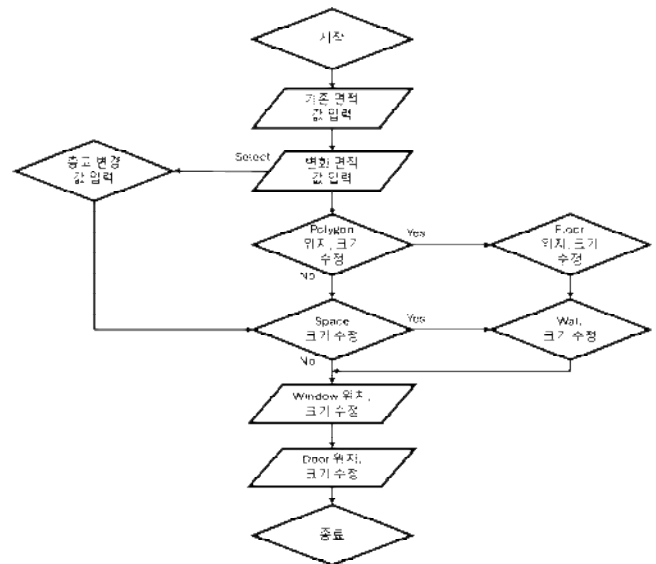 시작
기존 면적
값 입력
Select
층고 변경
값 입력
변화 면적
값 입력
Polygon
위치, 크기
수정
Yes
Floor
위치, 크기
수정
No
Space
크기 수정
Yes
Wall
크기 수정
No
Window 위치,
크기 수정
Door 위치,
크기 수정
종료